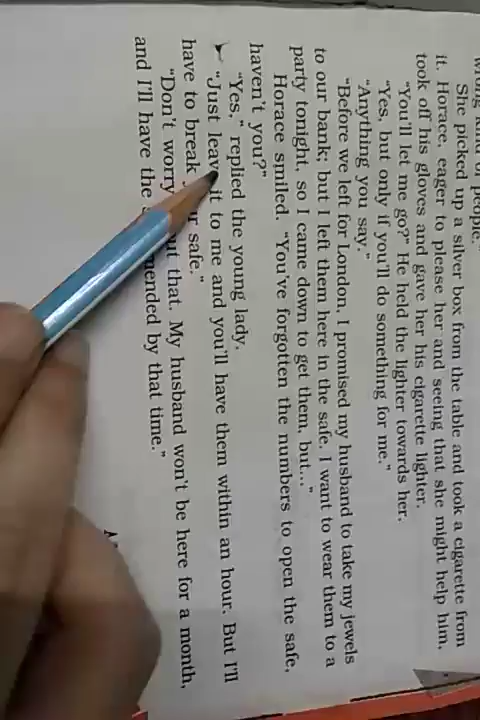 wrong kind of people."
She picked up a silver box from the table and took a cigarette from
it. Horace, eager to please her and seeing that she might help him,
took off his gloves and gave her his cigarette lighter.
"You'll let me go?" He held the lighter towards her.
"Yes, but only if you'll do something for me."
"Anything you say."
"Before we left for London, I promised my husband to take my jewels
to our bank; but I left them here in the safe. I want to wear them to a
party tonight, so I came down to get them, but..."
Horace smiled. "You've forgotten the numbers to open the safe,
haven't you?"
"Yes," replied the young lady.
"Just leave it to me and you'll have them within an hour. But I'll
have to break safe."
"Don't worry that. My husband won't be here for a month,
and I'll have the mended by that time."